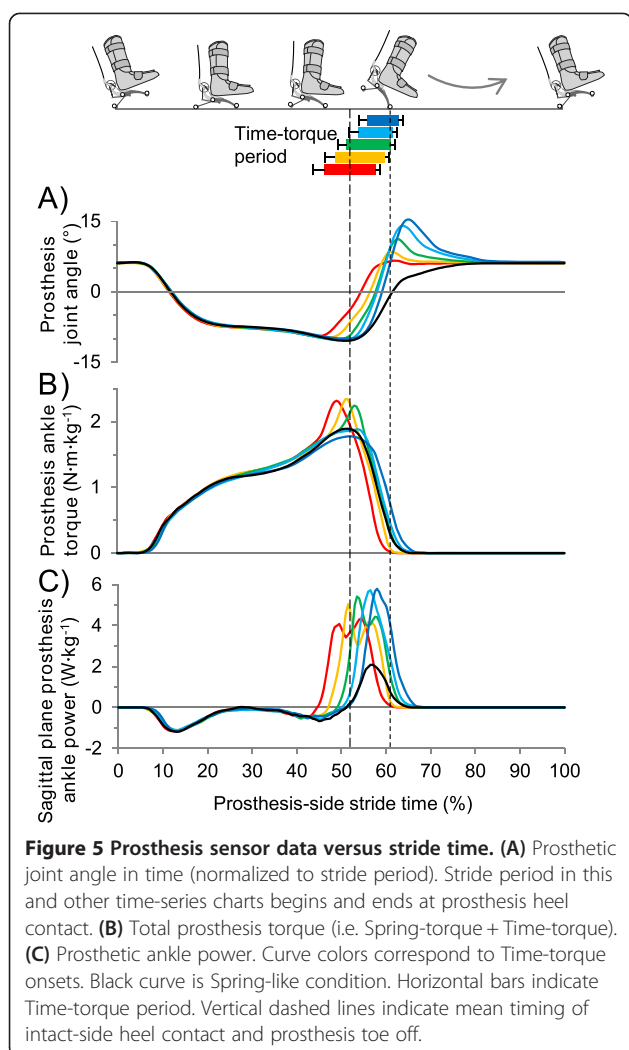 Time-torque
period
A)
Prosthesis
joint angle (°)
15
0
-15
B)
Prosthesis ankle
torque (N·m·kg⁻¹)
2
1
0
C)
Sagittal plane prosthesis
ankle power (W·kg⁻¹)
6
4
2
0
-2
0 10 20 30 40 50 60 70 80 90 100
Prosthesis-side stride time (%)
Figure 5 Prosthesis sensor data versus stride time. (A) Prosthetic
joint angle in time (normalized to stride period). Stride period in this
and other time-series charts begins and ends at prosthesis heel
contact. (B) Total prosthesis torque (i.e. Spring-torque + Time-torque).
(C) Prosthetic ankle power. Curve colors correspond to Time-torque
onsets. Black curve is Spring-like condition. Horizontal bars indicate
Time-torque period. Vertical dashed lines indicate mean timing of
intact-side heel contact and prosthesis toe off.